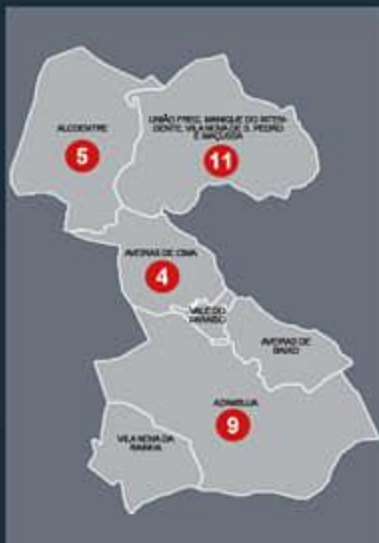 ALCOENTRE
5
UNIÃO FREG. MANIQUE DO INTEN-
DENTE, VILA NOVA DE S. PEDRO
E MAÇUSSA
11
AVEIRAS DE CIMA
4
VALE DO
PARAÍSO
AVEIRAS DE
BAIXO
AZAMBUJA
9
VILA NOVA DA
RAINHA